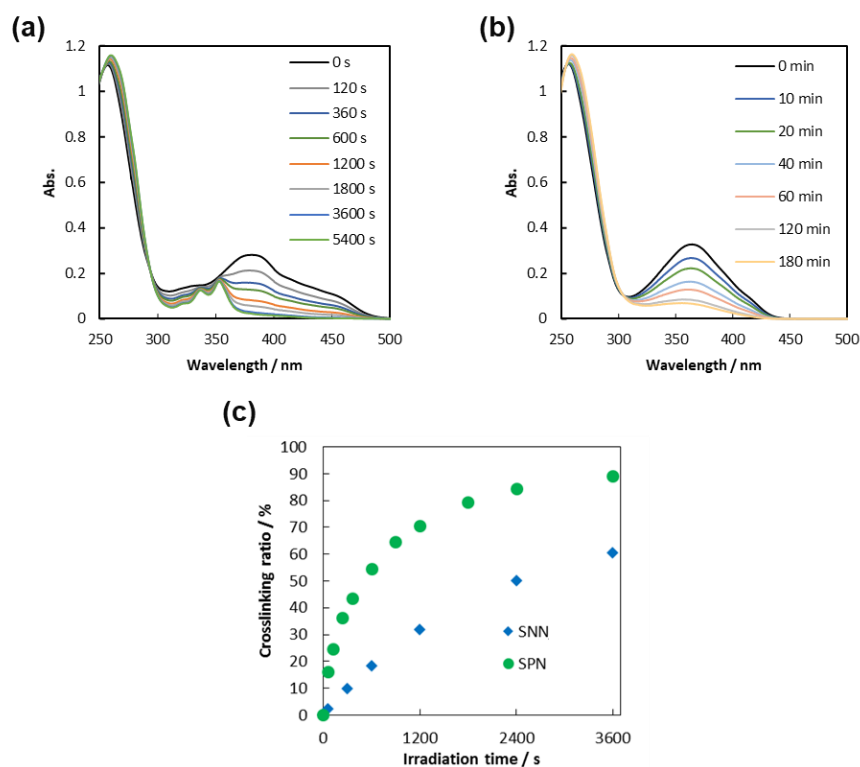 (a)
1.2
1
0.8
0.6
0.4
0.2
0
Abs.
250 300 350 400 450 500
Wavelength / nm
0 s
120 s
360 s
600 s
1200 s
1800 s
3600 s
5400 s
(b)
1.2
1
0.8
0.6
0.4
0.2
0
Abs.
250 300 350 400 450 500
Wavelength / nm
0 min
10 min
20 min
40 min
60 min
120 min
180 min
(c)
100
90
80
70
60
50
40
30
20
10
0
Crosslinking ratio / %
0 1200 2400 3600
Irradiation time / s
SNN
SPN